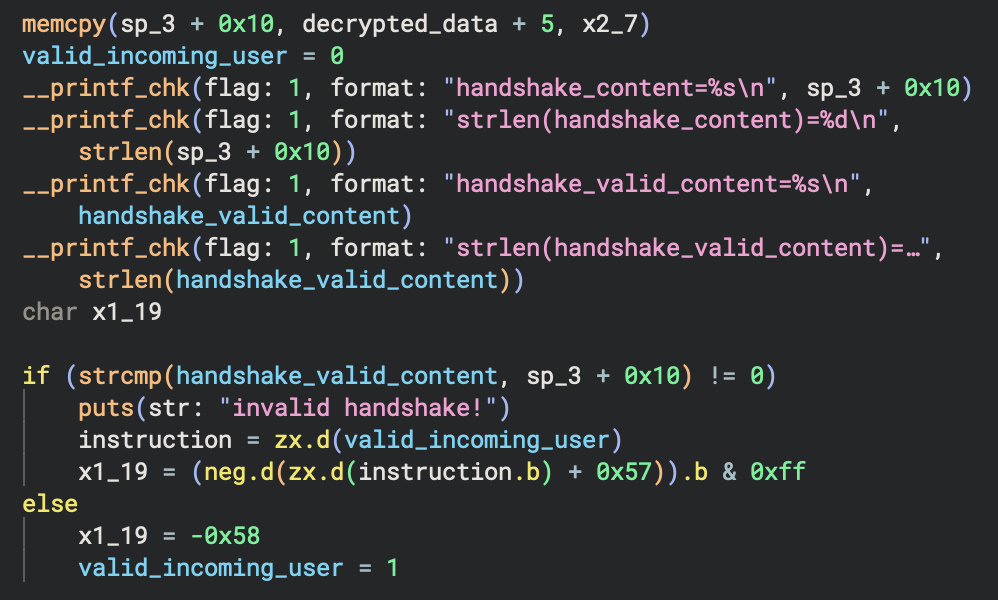 memcpy(sp_3 + 0x10, decrypted_data + 5, x2_7)
valid_incoming_user = 0
__printf_chk(flag: 1, format: "handshake_content=%s\n", sp_3 + 0x10)
__printf_chk(flag: 1, format: "strlen(handshake_content)=%d\n",
strlen(sp_3 + 0x10))
__printf_chk(flag: 1, format: "handshake_valid_content=%s\n",
handshake_valid_content)
__printf_chk(flag: 1, format: "strlen(handshake_valid_content)=…",
strlen(handshake_valid_content))
char x1_19
if (strcmp(handshake_valid_content, sp_3 + 0x10) != 0)
puts(str: "invalid handshake!")
instruction = zx.d(valid_incoming_user)
x1_19 = (neg.d(zx.d(instruction.b) + 0x57)).b & 0xff
else
x1_19 = -0x58
valid_incoming_user = 1